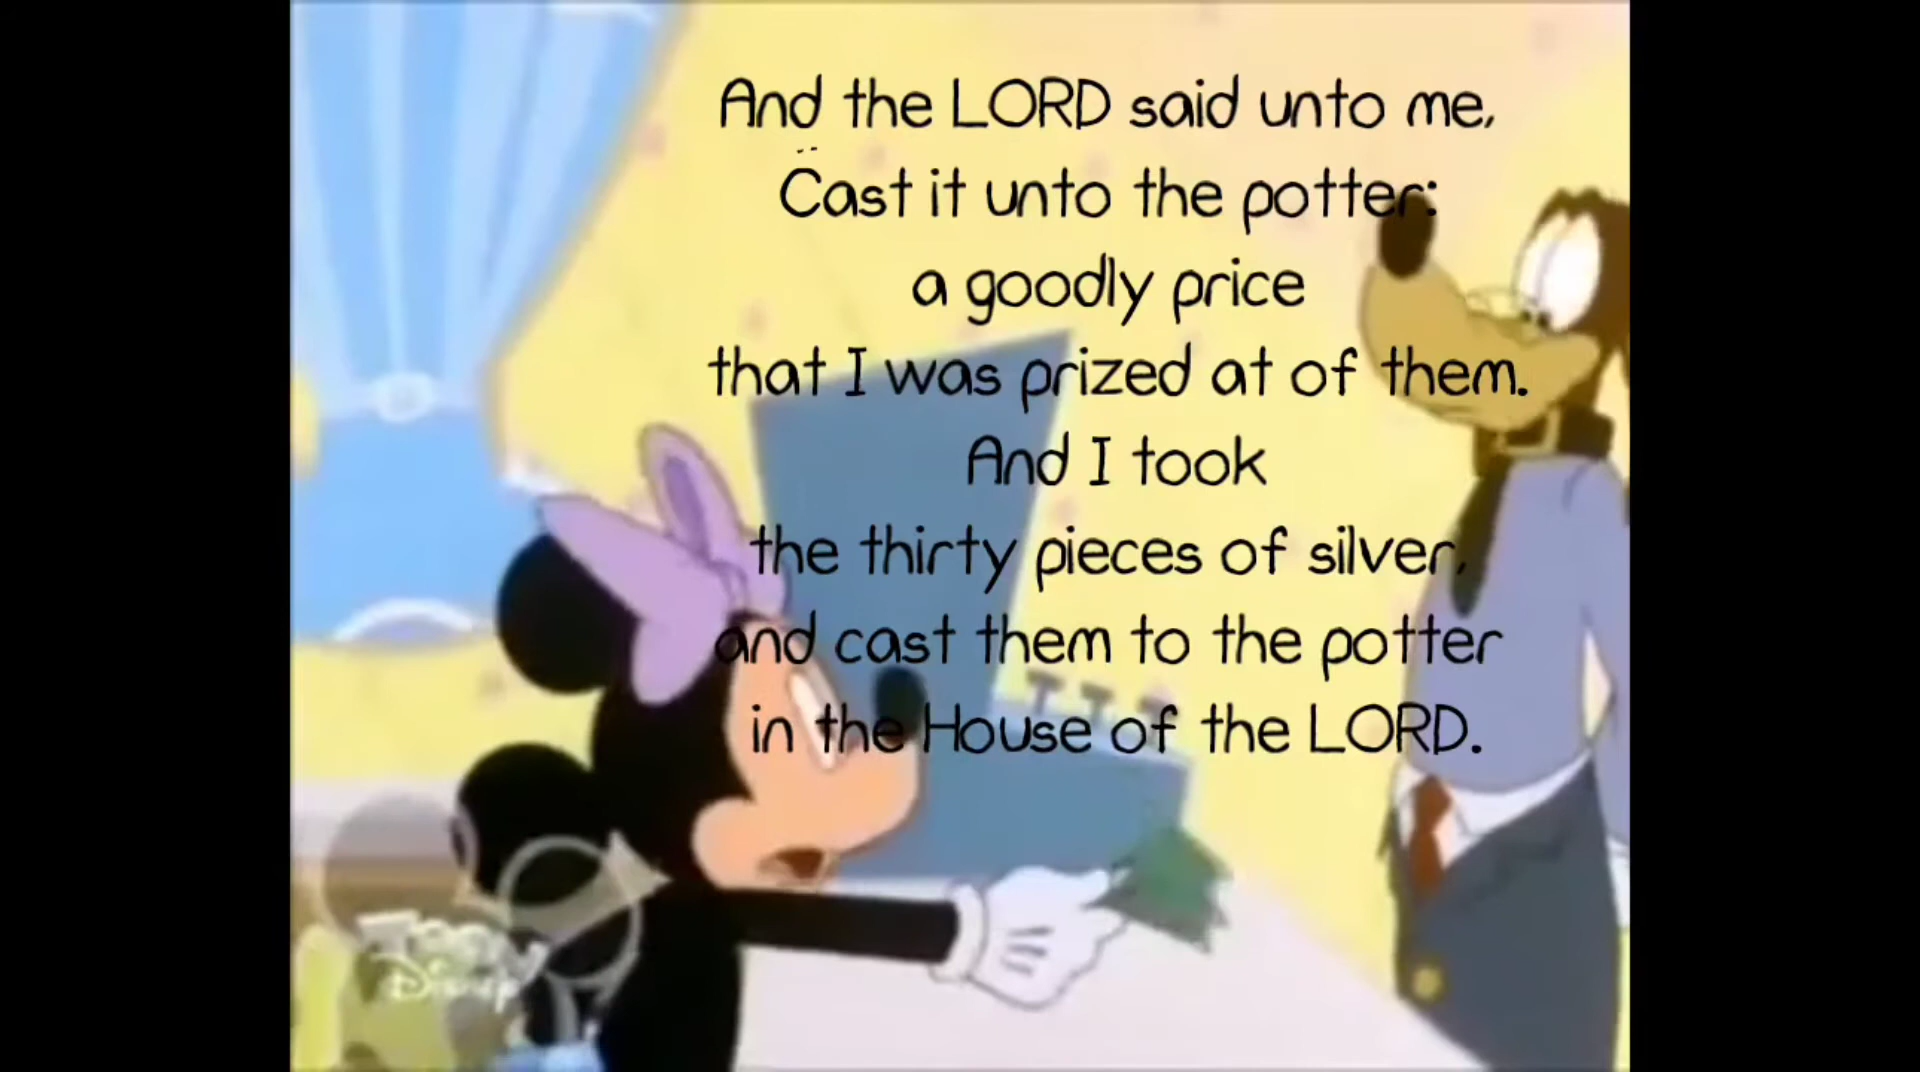 And the LORD said unto me,
Cast it unto the potter:
a goodly price
that I was prized at of them.
And I took
the thirty pieces of silver,
and cast them to the potter
in the House of the LORD.
Toon
Disney